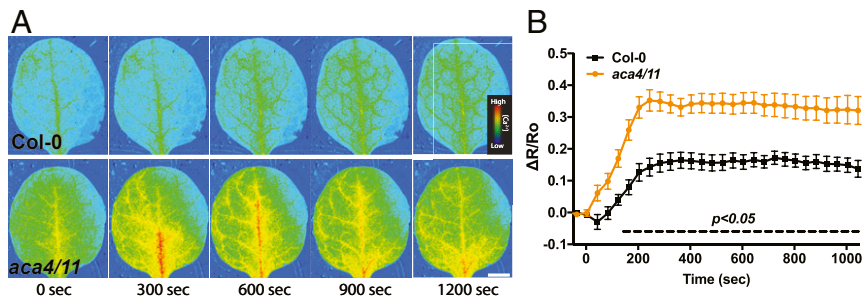 A
Col-0
High
[Ca²⁺]
Low
aca4/11
0 sec
300 sec
600 sec
900 sec
1200 sec
B
Col-0
aca4/11
ΔR/Ro
0.5
0.4
0.3
0.2
0.1
0.0
-0.1
p<0.05
0
200
400
600
800
1000
Time (sec)